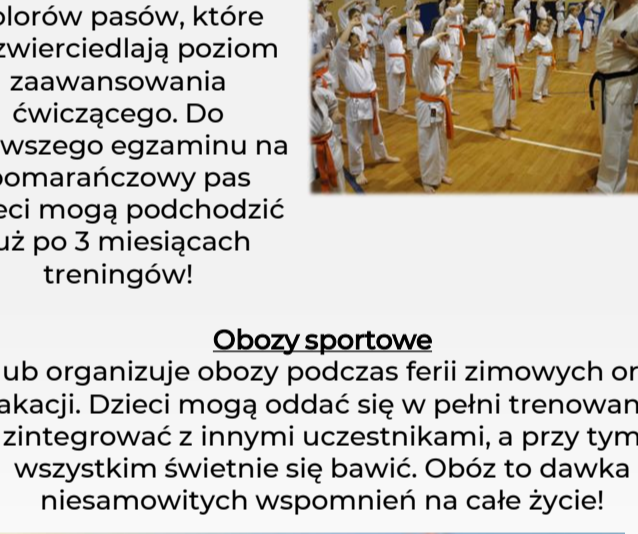 olorów pasów, które
zwierciedlają poziom
zaawansowania
ćwiczącego. Do
wszego egzaminu na
pomarańczowy pas
eci mogą podchodzić
uż po 3 miesiącach
treningów!
Obozy sportowe
ub organizuje obozy podczas ferii zimowych or
akacji. Dzieci mogą oddać się w pełni trenowan
zintegrować z innymi uczestnikami, a przy tym
wszystkim świetnie się bawić. Obóz to dawka
niesamowitych wspomnień na całe życie!